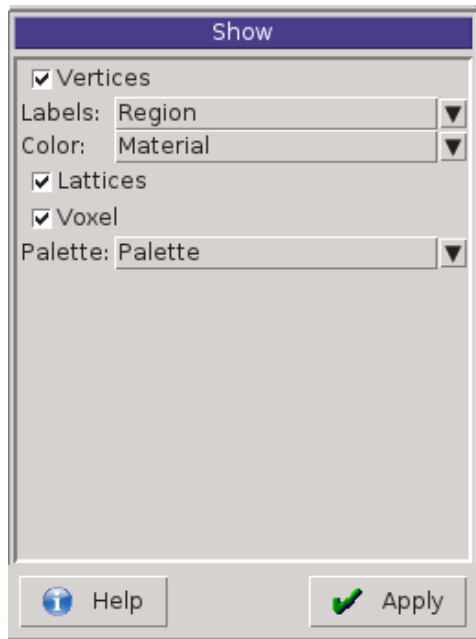 Show
Vertices
Labels: Region
Color: Material
Lattices
Voxel
Palette: Palette
Help Apply